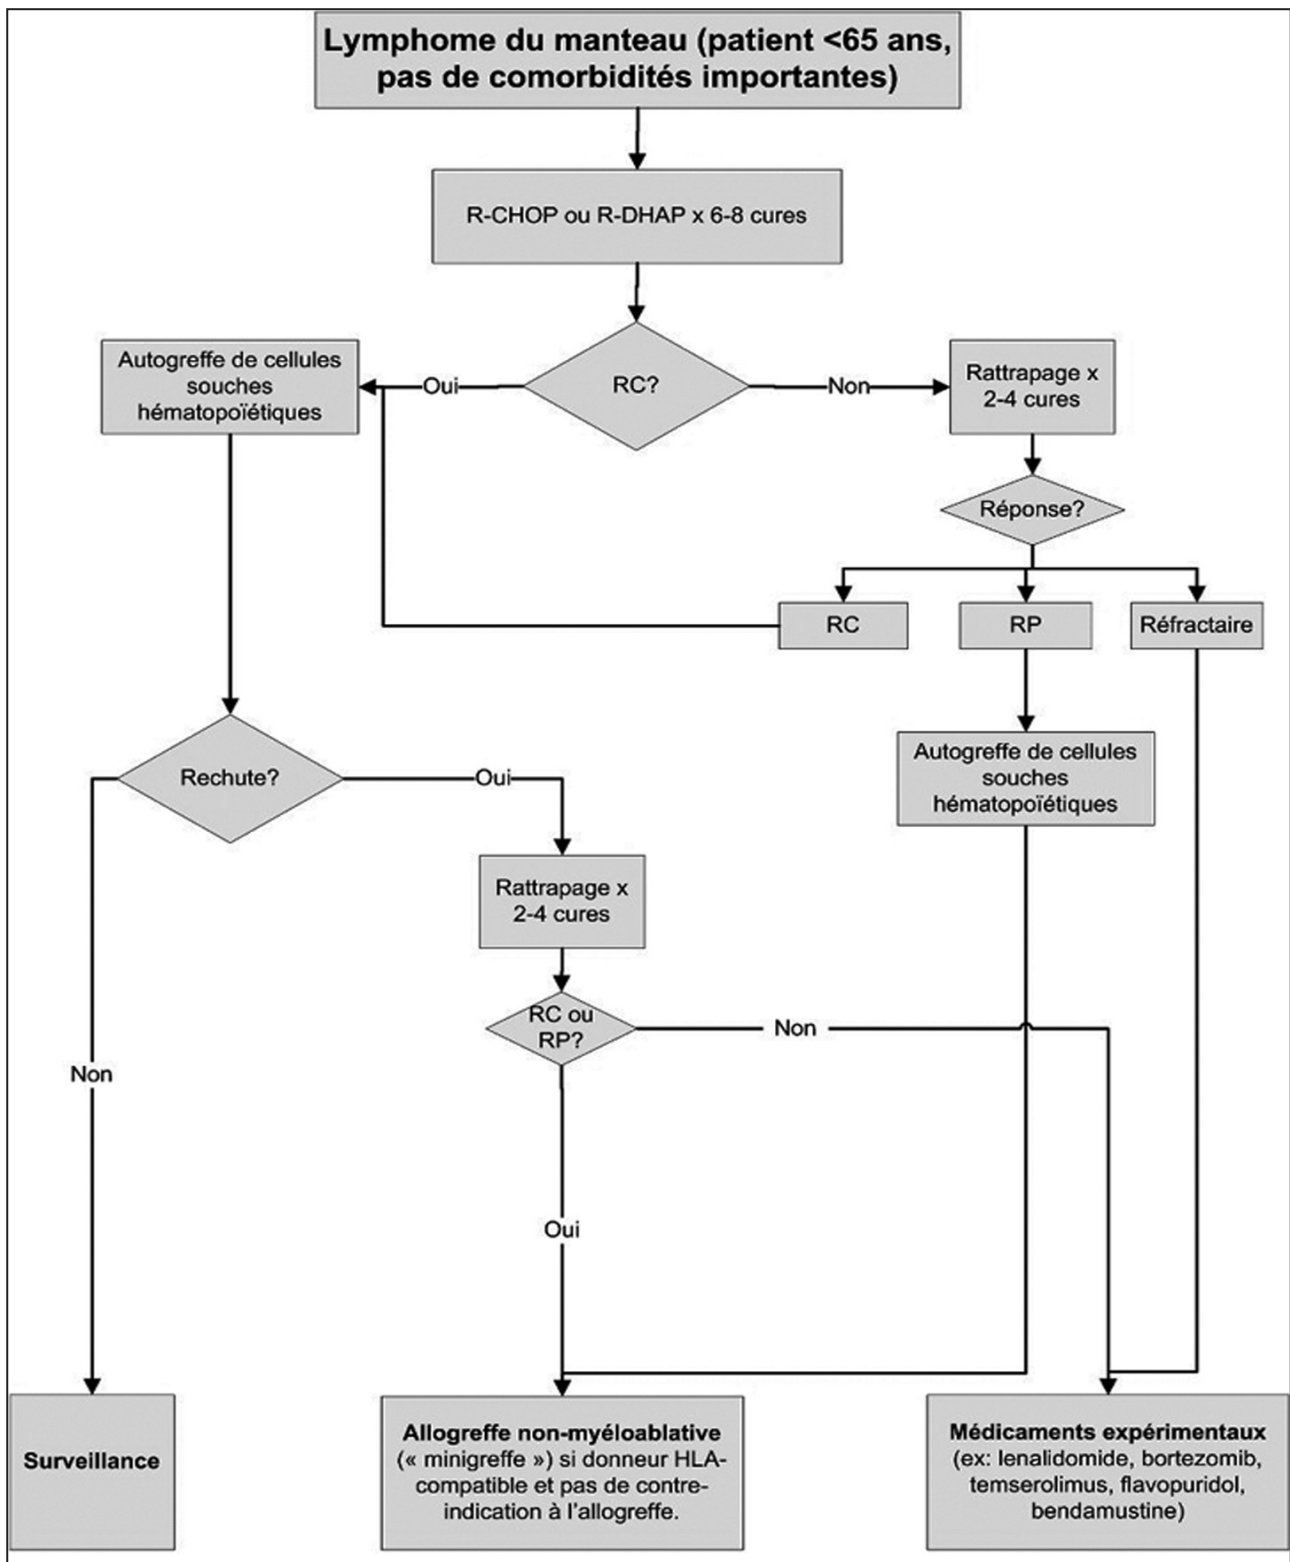 Lymphome du manteau (patient <65 ans,
pas de comorbidités importantes)
R-CHOP ou R-DHAP x 6-8 cures
Autogreffe de cellules
souches
hématopoïétiques
Oui
RC?
Non
Rattrapage x
2-4 cures
Réponse?
RC
RP
Réfractaire
Autogreffe de cellules
souches
hématopoïétiques
Rechute?
Oui
Rattrapage x
2-4 cures
RC ou
RP?
Non
Non
Oui
Surveillance
Allogreffe non-myéloablative
(« minigreffe ») si donneur HLA-
compatible et pas de contre-
indication à l’allogreffe.
Médicaments expérimentaux
(ex: lenalidomide, bortezomib,
temserolimus, flavopuridol,
bendamustine)